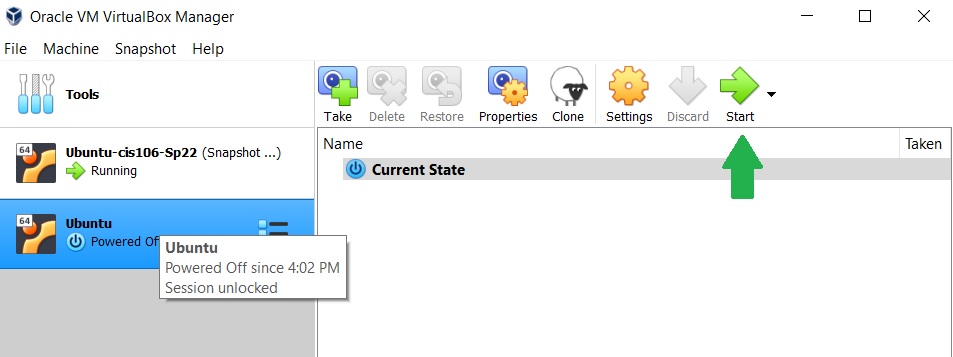 Oracle VM VirtualBox Manager
File Machine Snapshot Help
Tools
Take Delete Restore Properties Clone Settings Discard Start
64
Ubuntu-cis106-Sp22 (Snapshot ...)
Running
Name Taken
Current State
64
Ubuntu
Powered Of
Ubuntu
Powered Off since 4:02 PM
Session unlocked